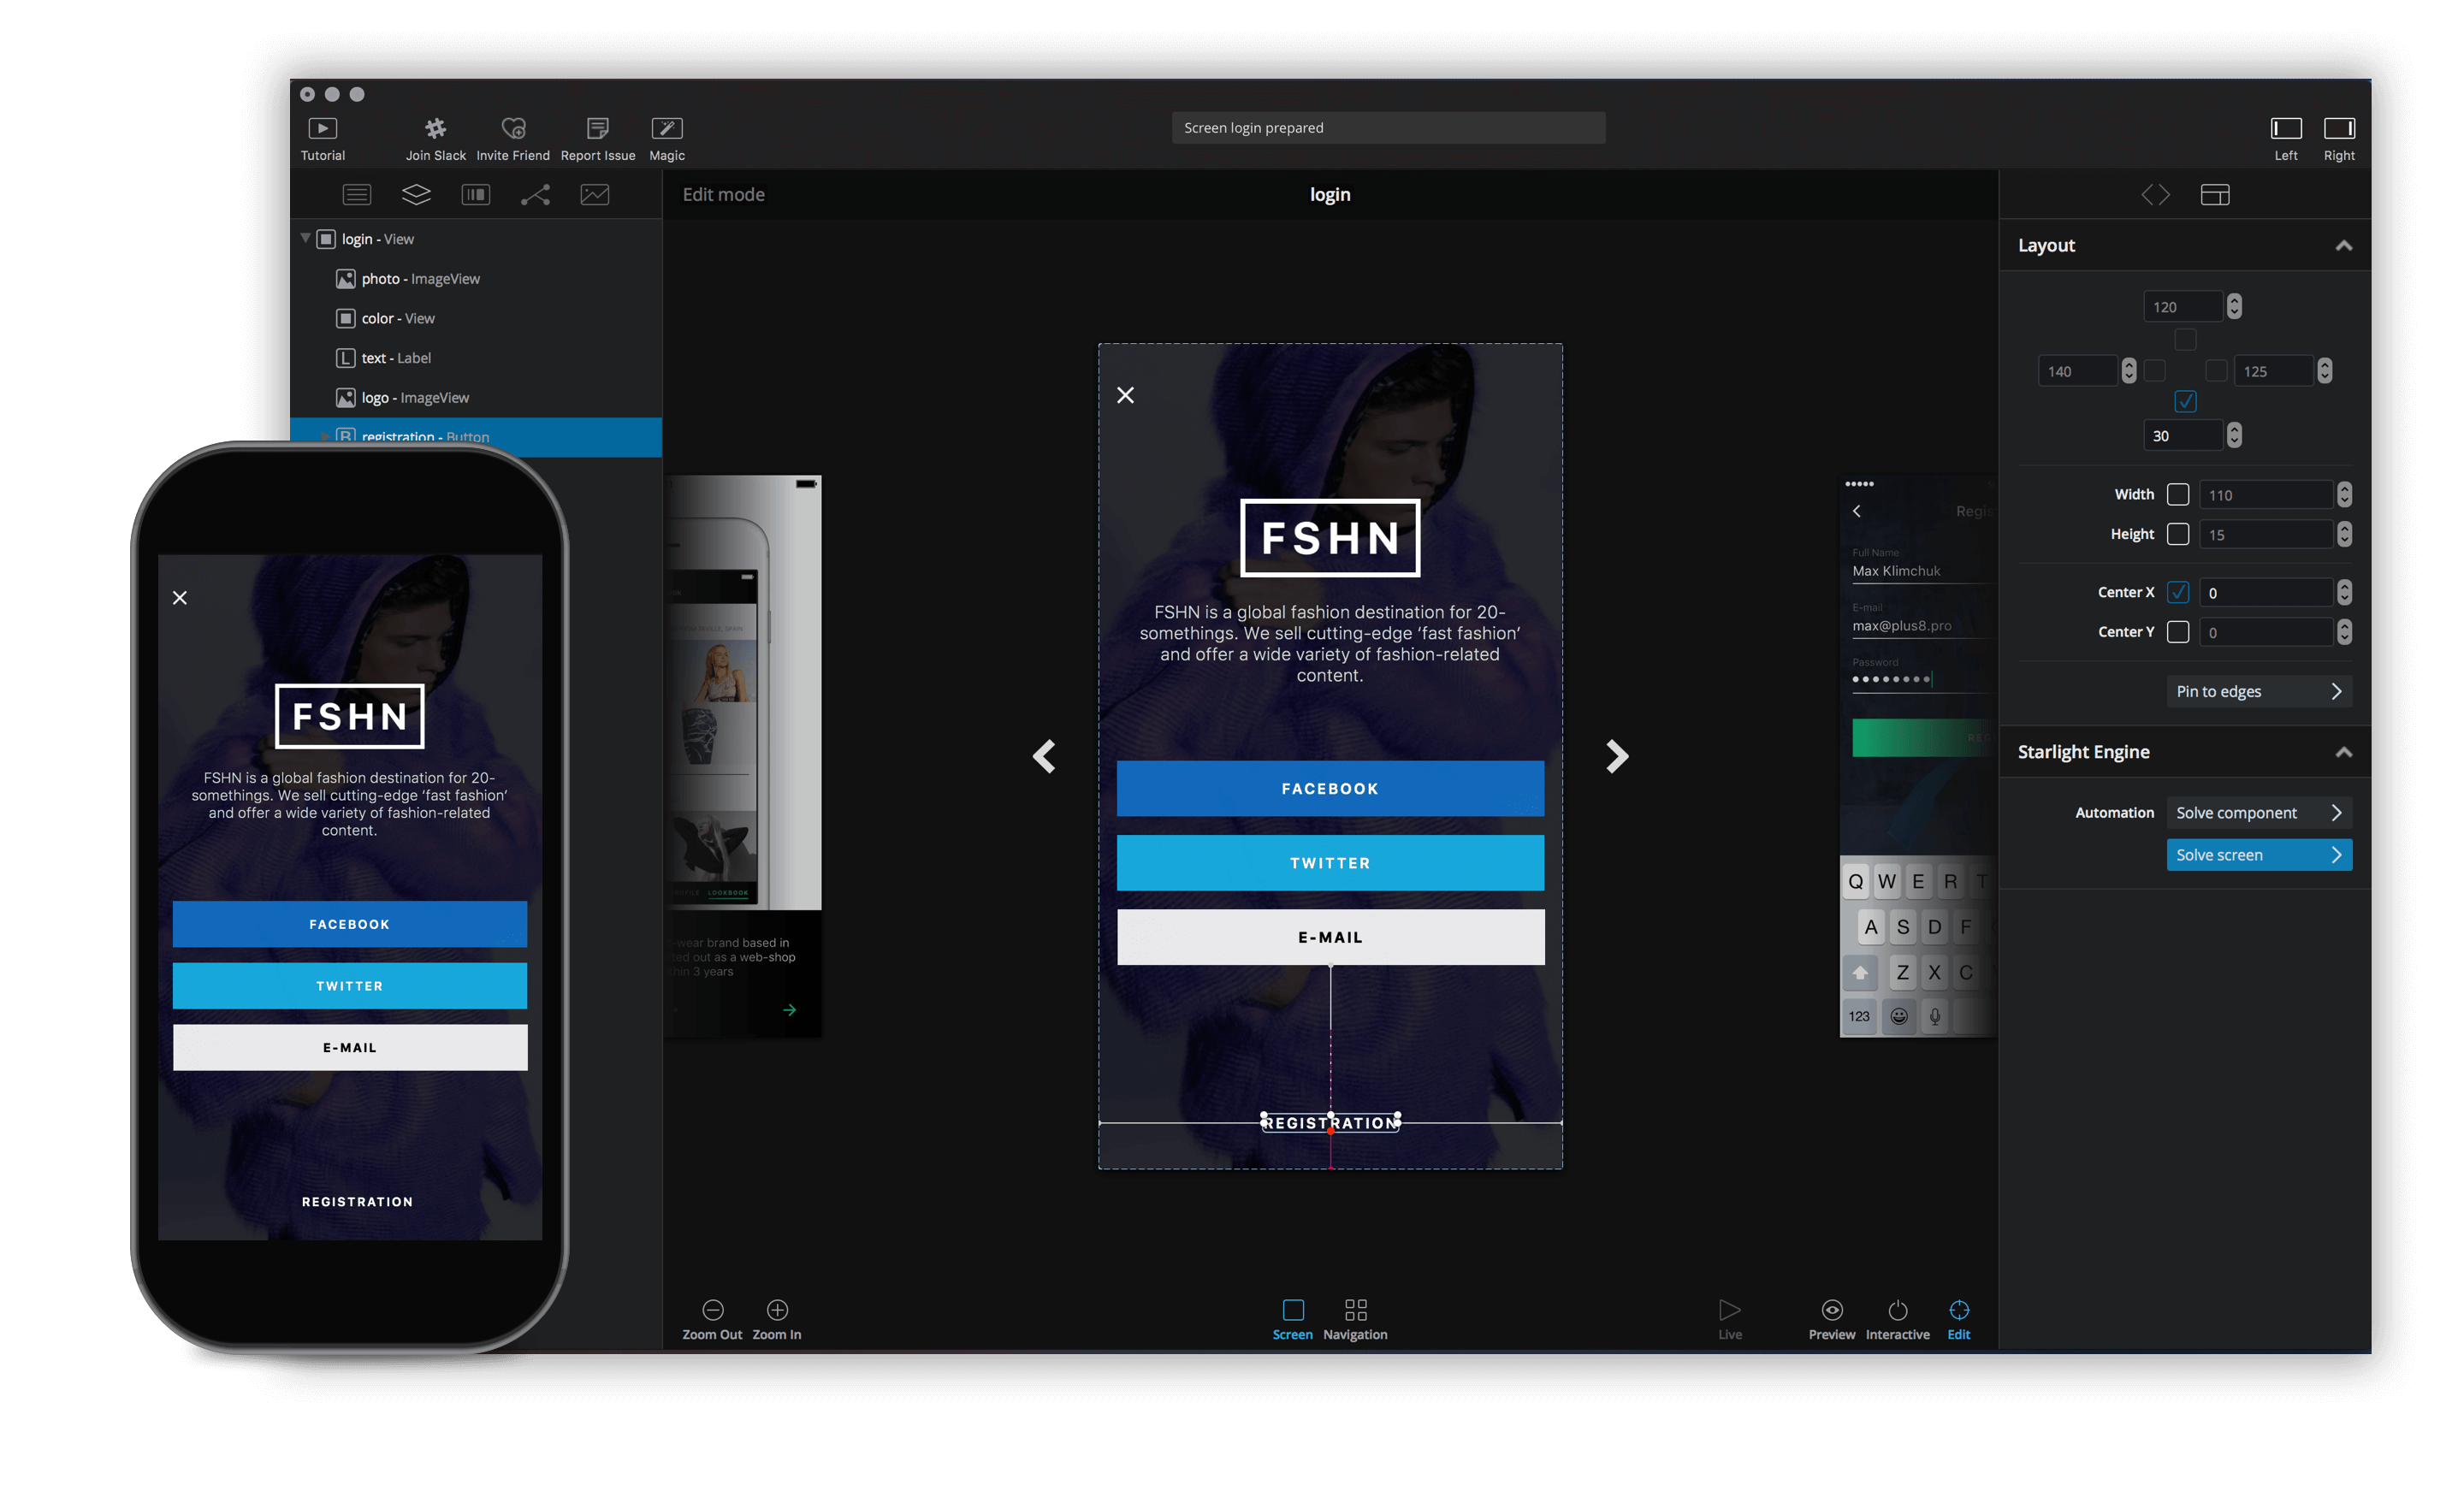 Screen login prepared
Tutorial
Join Slack
Invite Friend
Report Issue
Magic
Left
Right
Edit mode
login
login - View
photo - ImageView
color - View
text - Label
logo - ImageView
registration - Button
FSHN
FSHN is a global fashion destination for 20-
somethings. We sell cutting-edge ‘fast fashion’
and offer a wide variety of fashion-related
content.
FACEBOOK
TWITTER
E-MAIL
REGISTRATION
LOOKBOOK
wear brand based in
out as a web-shop
3 years
FSHN
FSHN is a global fashion destination for 20-
somethings. We sell cutting-edge ‘fast fashion’
and offer a wide variety of fashion-related
content.
FACEBOOK
TWITTER
E-MAIL
REGISTRATION
Full Name
Max Klimchuk
E-mail
max@plus8.pro
Password
Q W E R T
A S D F
Z X C
123
Zoom Out
Zoom In
Screen
Navigation
Live
Preview
Interactive
Edit
Layout
120
140
125
30
Width 110
Height 15
Center X 0
Center Y 0
Pin to edges
Starlight Engine
Automation Solve component
Solve screen